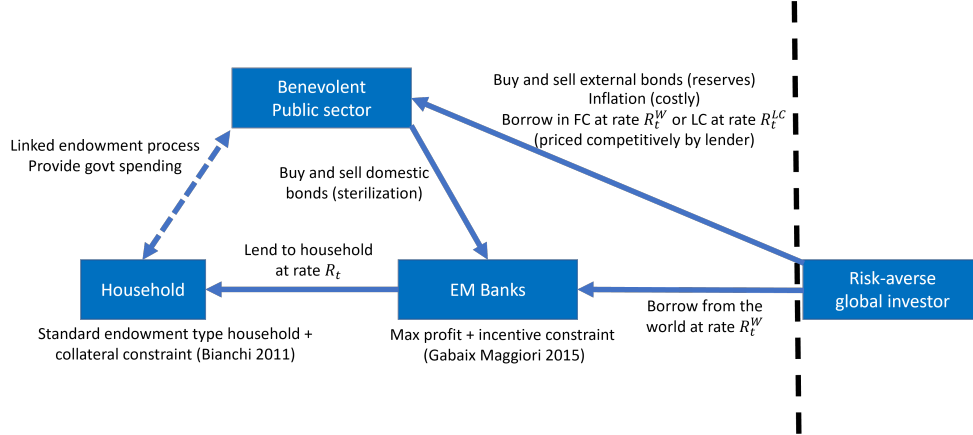 Benevolent
Public sector
Buy and sell external bonds (reserves)
Inflation (costly)
Borrow in FC at rate $R_t^W$ or LC at rate $R_t^{LC}$
(priced competitively by lender)
Linked endowment process
Provide govt spending
Buy and sell domestic
bonds (sterilization)
Lend to household
at rate $R_t$
Household
EM Banks
Risk-averse
global investor
Borrow from the
world at rate $R_t^W$
Standard endowment type household +
collateral constraint (Bianchi 2011)
Max profit + incentive constraint
(Gabaix Maggiori 2015)